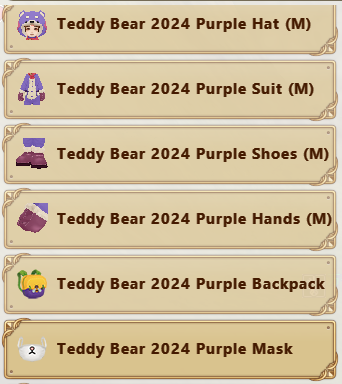 Teddy Bear 2024 Purple Hat (M)
Teddy Bear 2024 Purple Suit (M)
Teddy Bear 2024 Purple Shoes (M)
Teddy Bear 2024 Purple Hands (M)
Teddy Bear 2024 Purple Backpack
Teddy Bear 2024 Purple Mask